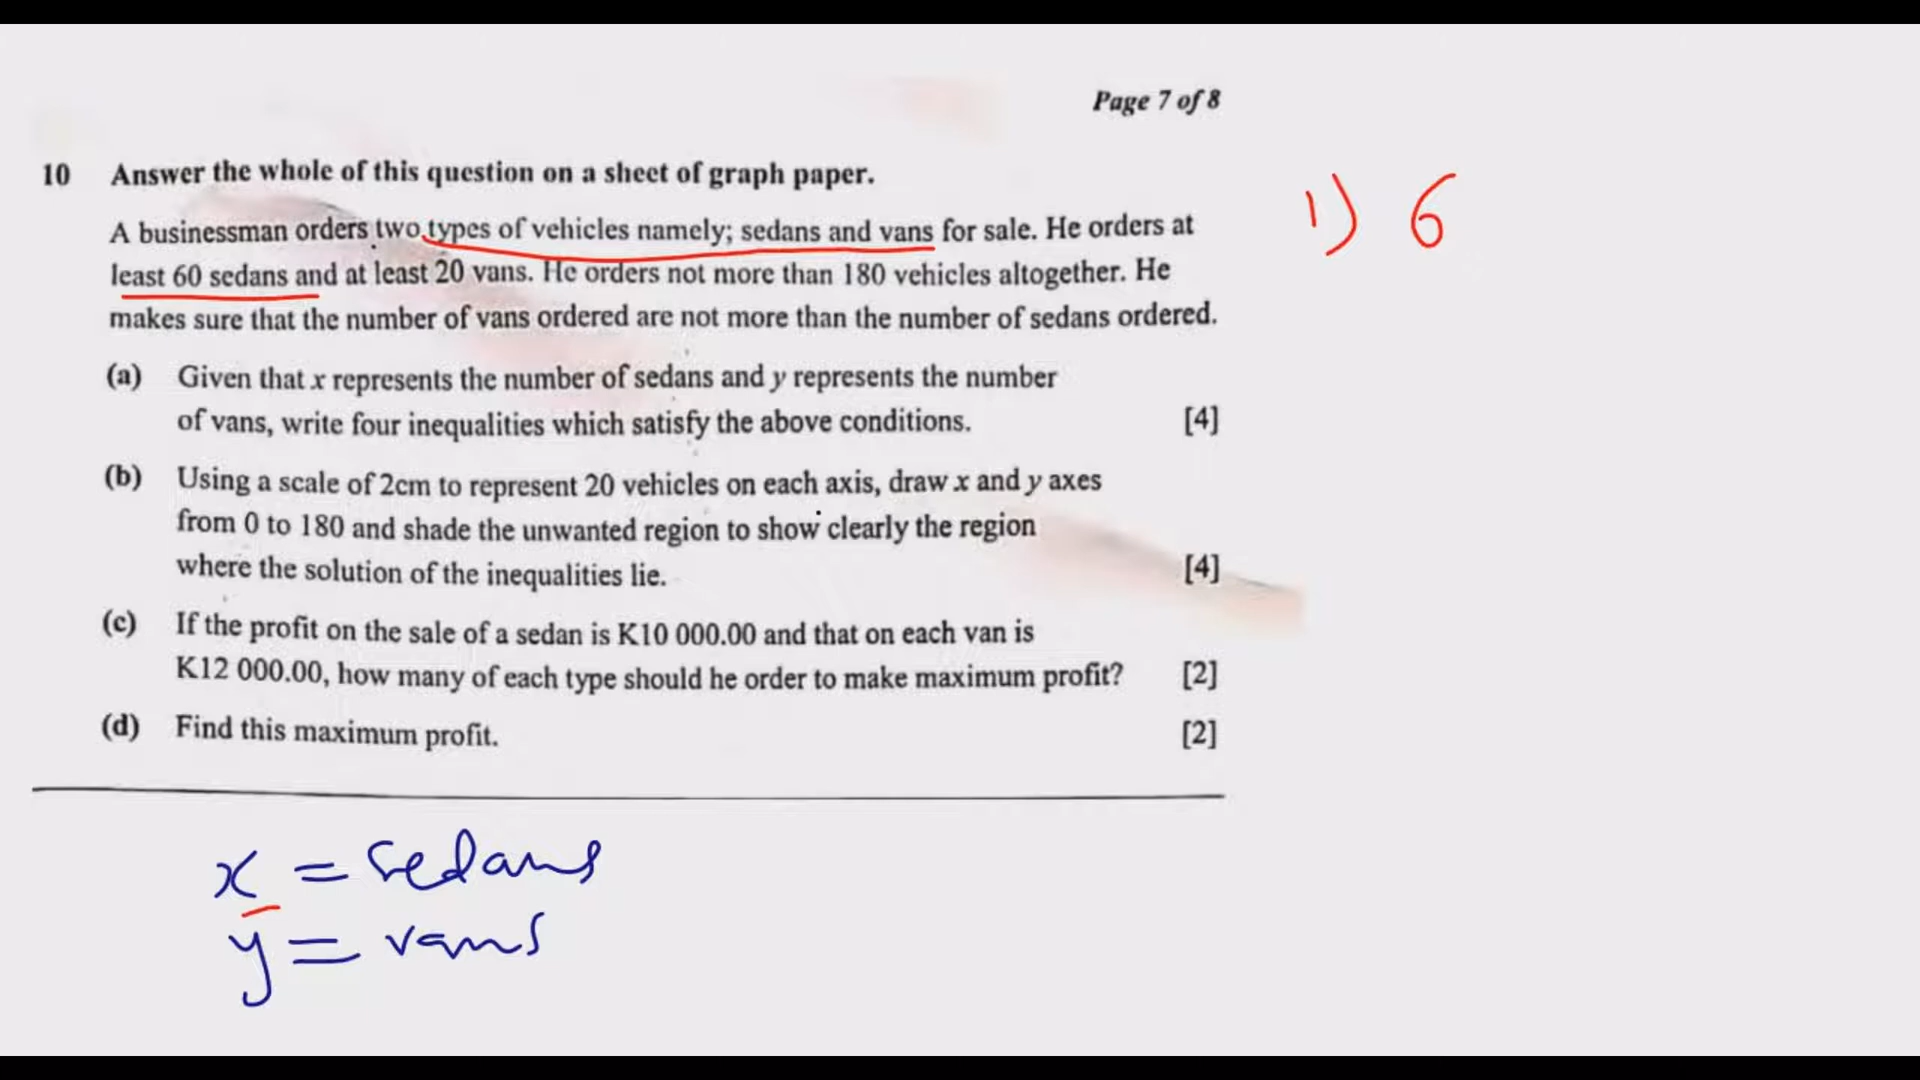 Page 7 of 8
10 Answer the whole of this question on a sheet of graph paper.
A businessman orders two types of vehicles namely; sedans and vans for sale. He orders at
least 60 sedans and at least 20 vans. He orders not more than 180 vehicles altogether. He
makes sure that the number of vans ordered are not more than the number of sedans ordered.
(a) Given that x represents the number of sedans and y represents the number
of vans, write four inequalities which satisfy the above conditions. [4]
(b) Using a scale of 2cm to represent 20 vehicles on each axis, draw x and y axes
from 0 to 180 and shade the unwanted region to show clearly the region
where the solution of the inequalities lie. [4]
(c) If the profit on the sale of a sedan is K10 000.00 and that on each van is
K12 000.00, how many of each type should he order to make maximum profit? [2]
(d) Find this maximum profit. [2]
1) 6
x = sedans
y = vans